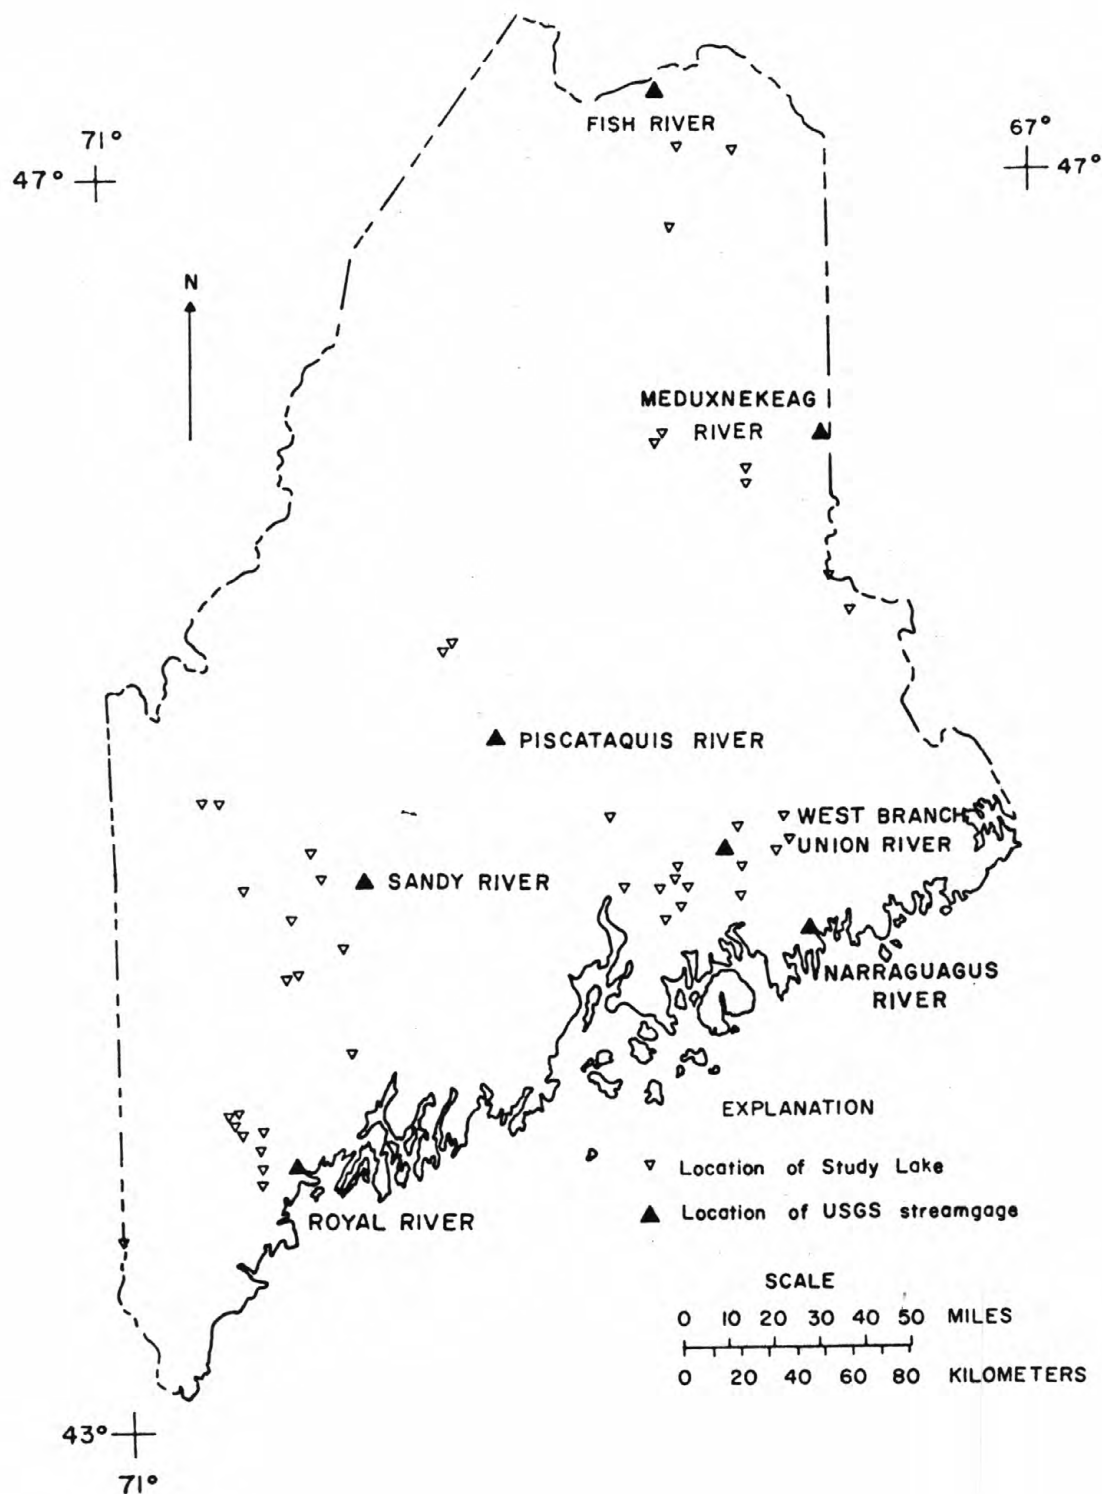 FISH RIVER
71°
67°
47°
47°
N
MEDUXNEKEAG
RIVER
PISCATAQUIS RIVER
WEST BRANCH
UNION RIVER
SANDY RIVER
NARRAGUAGUS
RIVER
EXPLANATION
Location of Study Lake
Location of USGS streamgage
ROYAL RIVER
SCALE
0 10 20 30 40 50 MILES
0 20 40 60 80 KILOMETERS
43°
71°